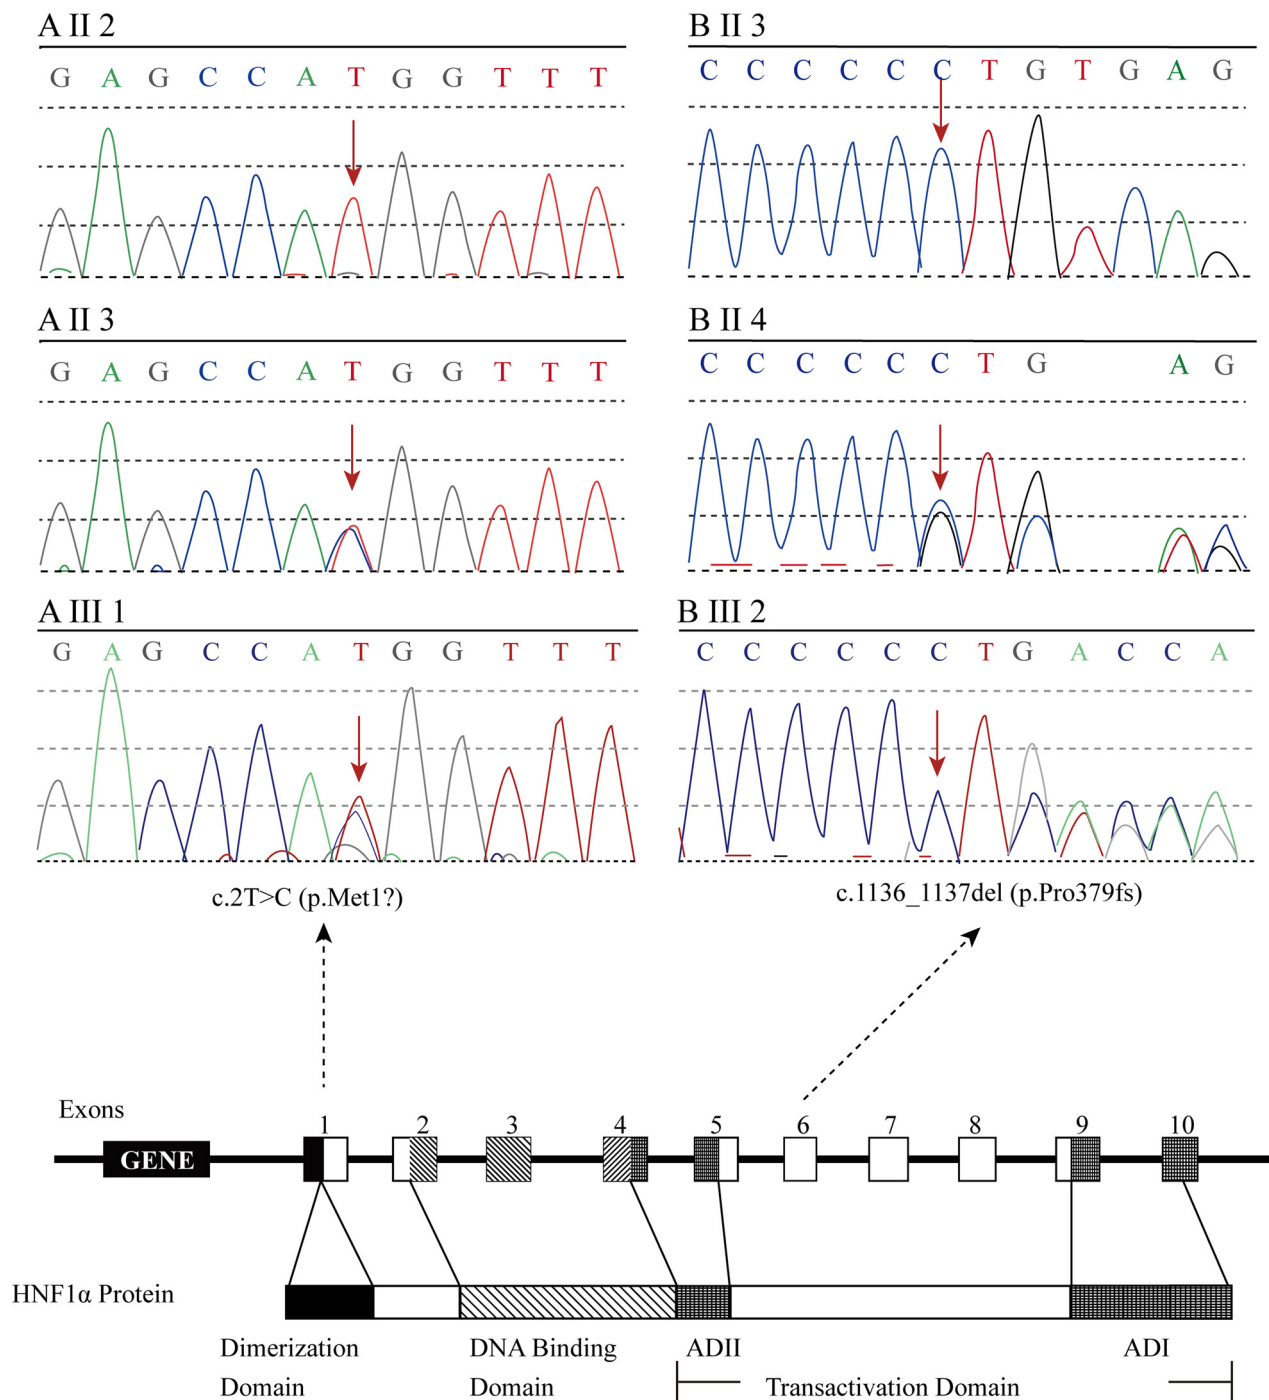 A II 2
G A G C C A T G G T T T
B II 3
C C C C C C T G T G A G
A II 3
G A G C C A T G G T T T
B II 4
C C C C C C T G A G
A III 1
G A G C C A T G G T T T
B III 2
C C C C C C T G A C C A
c.2T>C (p.Met1?)
c.1136_1137del (p.Pro379fs)
Exons
1 2 3 4 5 6 7 8 9 10
GENE
HNF1α Protein
Dimerization
Domain
DNA Binding
Domain
ADII
ADI
Transactivation Domain